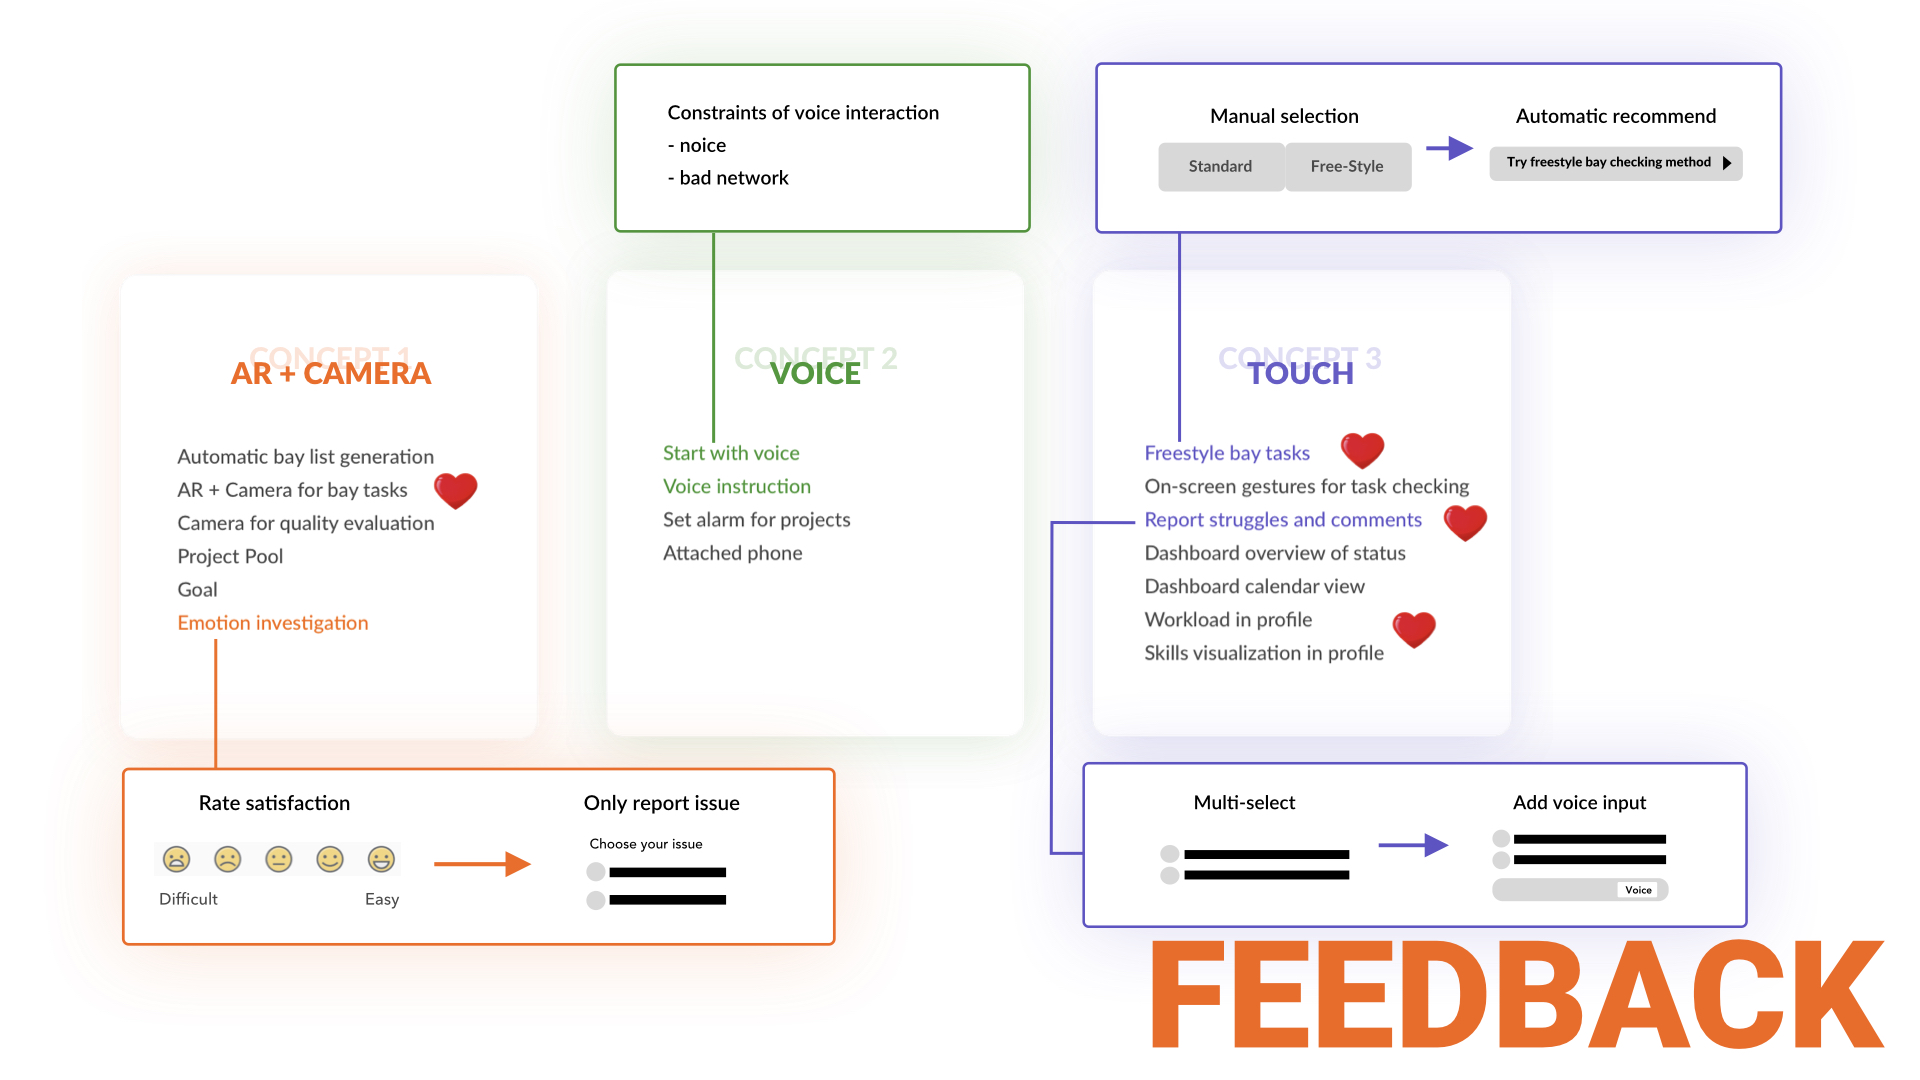 Constraints of voice interaction
- noice
- bad network
Manual selection
Standard
Free-Style
Automatic recommend
Try freestyle bay checking method
CONCEPT 1
AR + CAMERA
Automatic bay list generation
AR + Camera for bay tasks
Camera for quality evaluation
Project Pool
Goal
Emotion investigation
CONCEPT 2
VOICE
Start with voice
Voice instruction
Set alarm for projects
Attached phone
CONCEPT 3
TOUCH
Freestyle bay tasks
On-screen gestures for task checking
Report struggles and comments
Dashboard overview of status
Dashboard calendar view
Workload in profile
Skills visualization in profile
Rate satisfaction
Difficult
Easy
Only report issue
Choose your issue
Multi-select
Add voice input
Voice
FEEDBACK